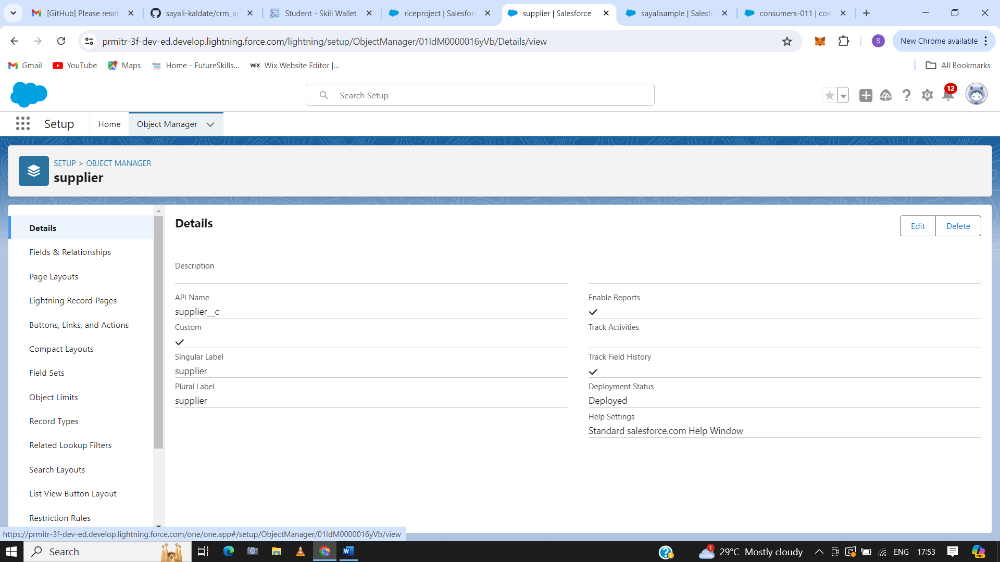 [GitHub] Please reset
sayali-kaldate/crm_ap
Student - Skill Wallet
riceproject | Salesforc
supplier | Salesforce
sayalisample | Salesfo
consumers-011 | con
prmitr-3f-dev-ed.develop.lightning.force.com/lightning/setup/ObjectManager/01IdM0000016yVb/Details/view
S
New Chrome available
Gmail
YouTube
Maps
Home - FutureSkills...
WIX Wix Website Editor |...
All Bookmarks
Search Setup
12
Setup
Home
Object Manager
SETUP > OBJECT MANAGER
supplier
Details
Fields & Relationships
Page Layouts
Lightning Record Pages
Buttons, Links, and Actions
Compact Layouts
Field Sets
Object Limits
Record Types
Related Lookup Filters
Search Layouts
List View Button Layout
Restriction Rules
Details
Edit
Delete
Description
API Name
supplier__c
Custom
Singular Label
supplier
Plural Label
supplier
Enable Reports
Track Activities
Track Field History
Deployment Status
Deployed
Help Settings
Standard salesforce.com Help Window
https://prmitr-3f-dev-ed.develop.lightning.force.com/one/one.app#/setup/ObjectManager/01IdM0000016yVb/view
Search
1
29°C Mostly cloudy
ENG
17:53
PRE